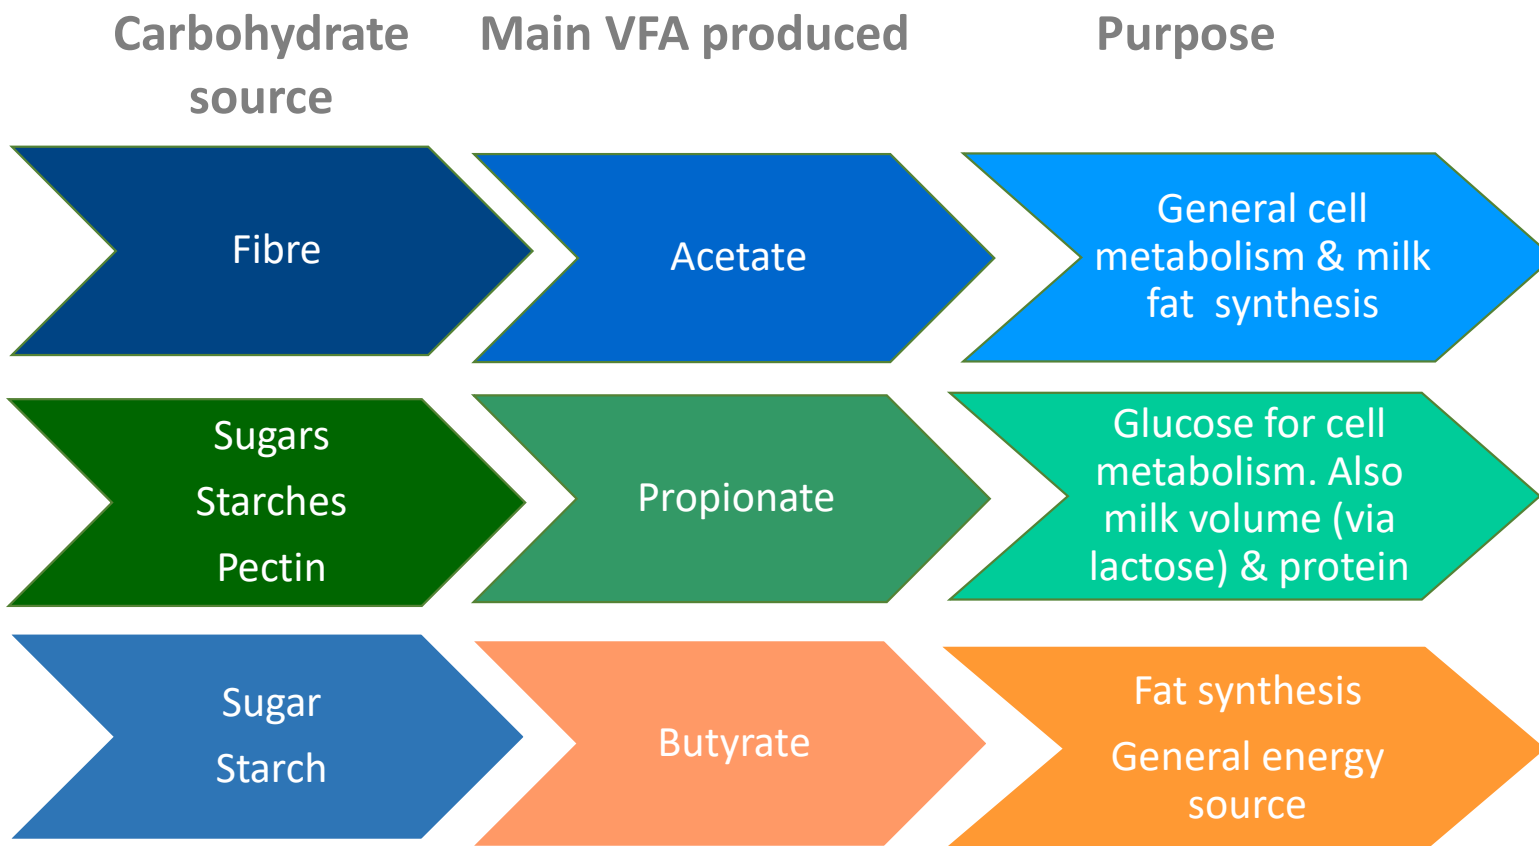 Carbohydrate
source
Main VFA produced
Purpose
Fibre
Acetate
General cell
metabolism & milk
fat  synthesis
Sugars
Starches
Pectin
Propionate
Glucose for cell
metabolism. Also
milk volume (via
lactose) & protein
Sugar
Starch
Butyrate
Fat synthesis
General energy
source